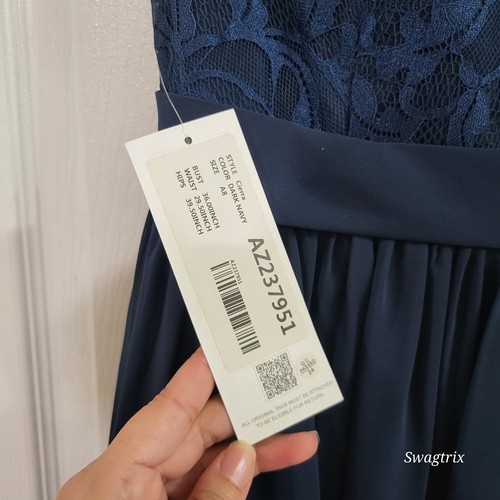 STYLE Cierra
COLOR DARK NAVY
SIZE A8
BUST 36.00INCH
WAIST 29.50INCH
HIPS 39.50INCH
AZ237951
AZ237951
ALL ORIGINAL TAGS MUST BE ATTACHED
TO BE ELIGIBLE FOR RETURN
Swagtrix